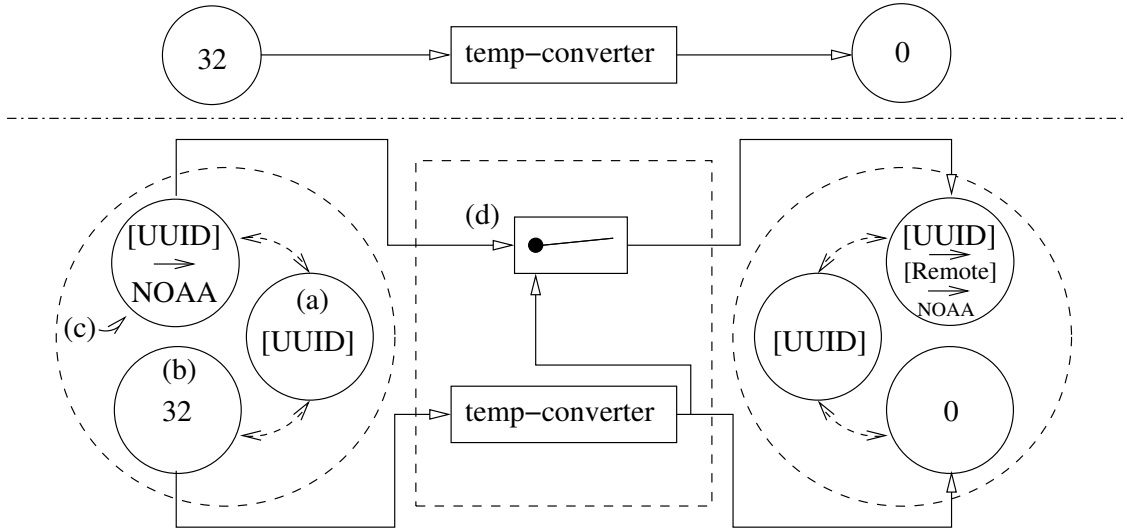 32
temp−converter
0
(c)
[UUID]
NOAA
(a)
[UUID]
(b)
32
(d)
temp−converter
[UUID]
[UUID]
[Remote]
NOAA
0